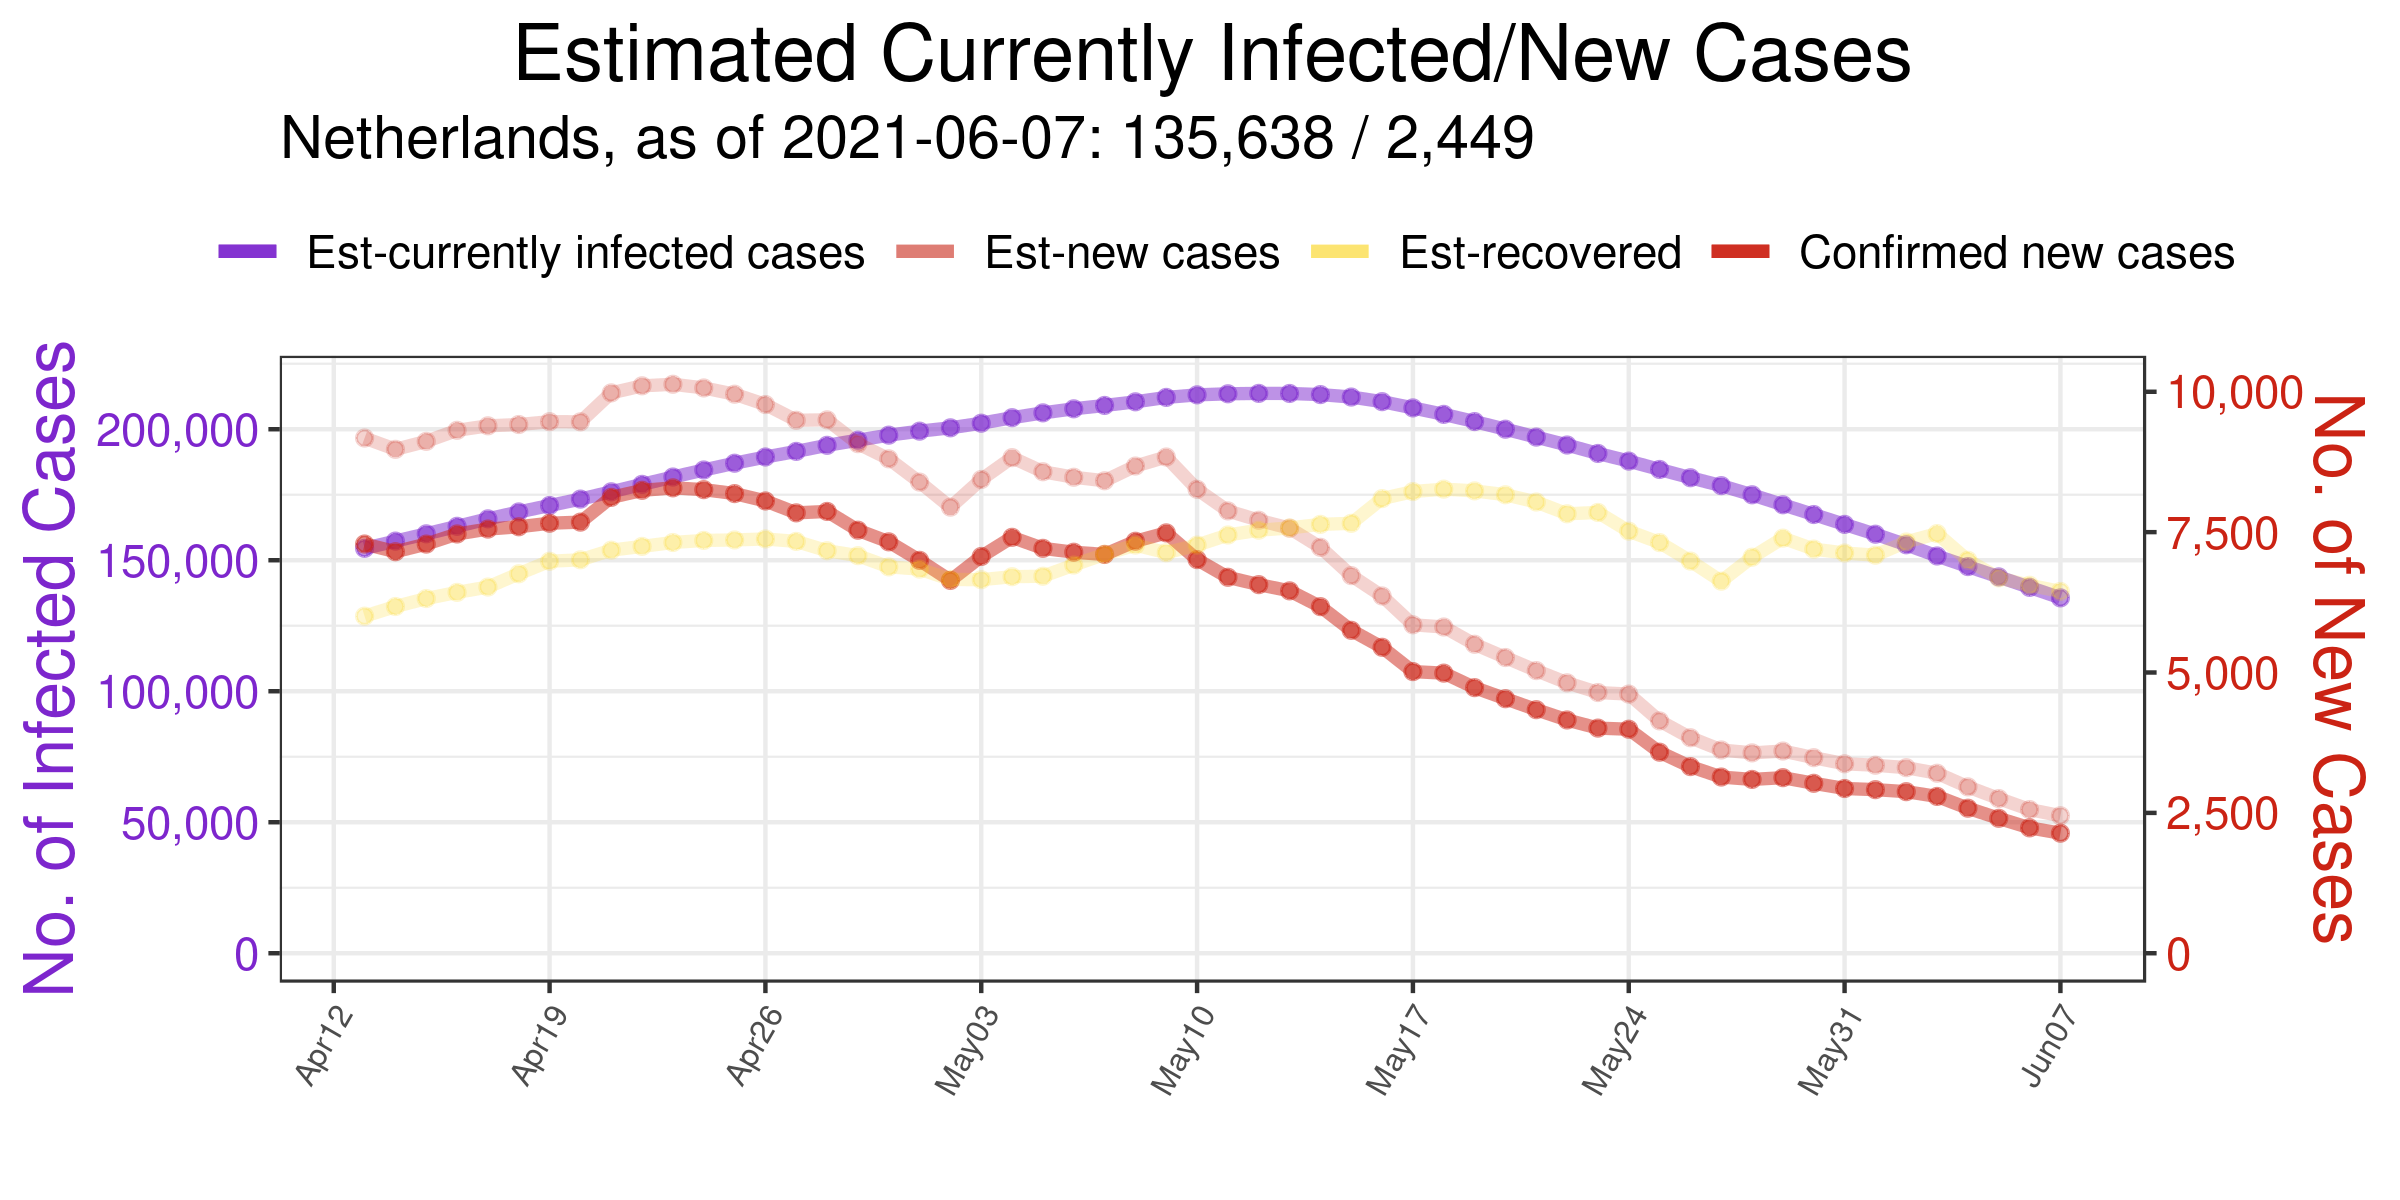 Estimated Currently Infected/New Cases
Netherlands, as of 2021-06-07: 135,638 / 2,449
Est-currently infected cases Est-new cases Est-recovered Confirmed new cases
No. of Infected Cases
200,000
150,000
100,000
50,000
0
10,000
7,500
5,000
2,500
0
No. of New Cases
Apr12 Apr19 Apr26 May03 May10 May17 May24 May31 Jun07